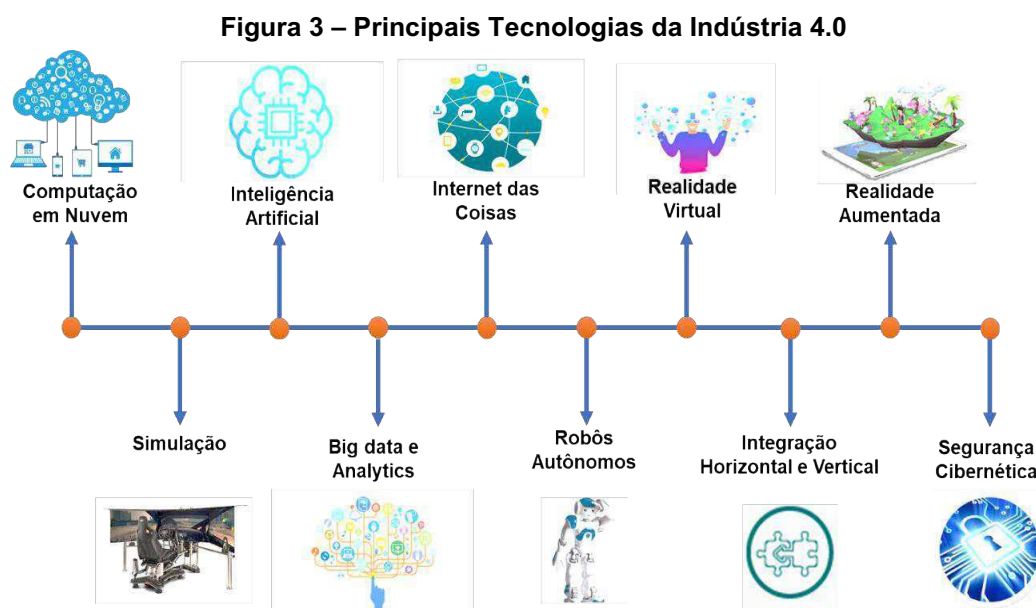 Figura 3 – Principais Tecnologias da Indústria 4.0
Computação
em Nuvem
Inteligência
Artificial
Internet das
Coisas
Realidade
Virtual
Realidade
Aumentada
Simulação
Big data e
Analytics
Robôs
Autônomos
Integração
Horizontal e Vertical
Segurança
Cibernética